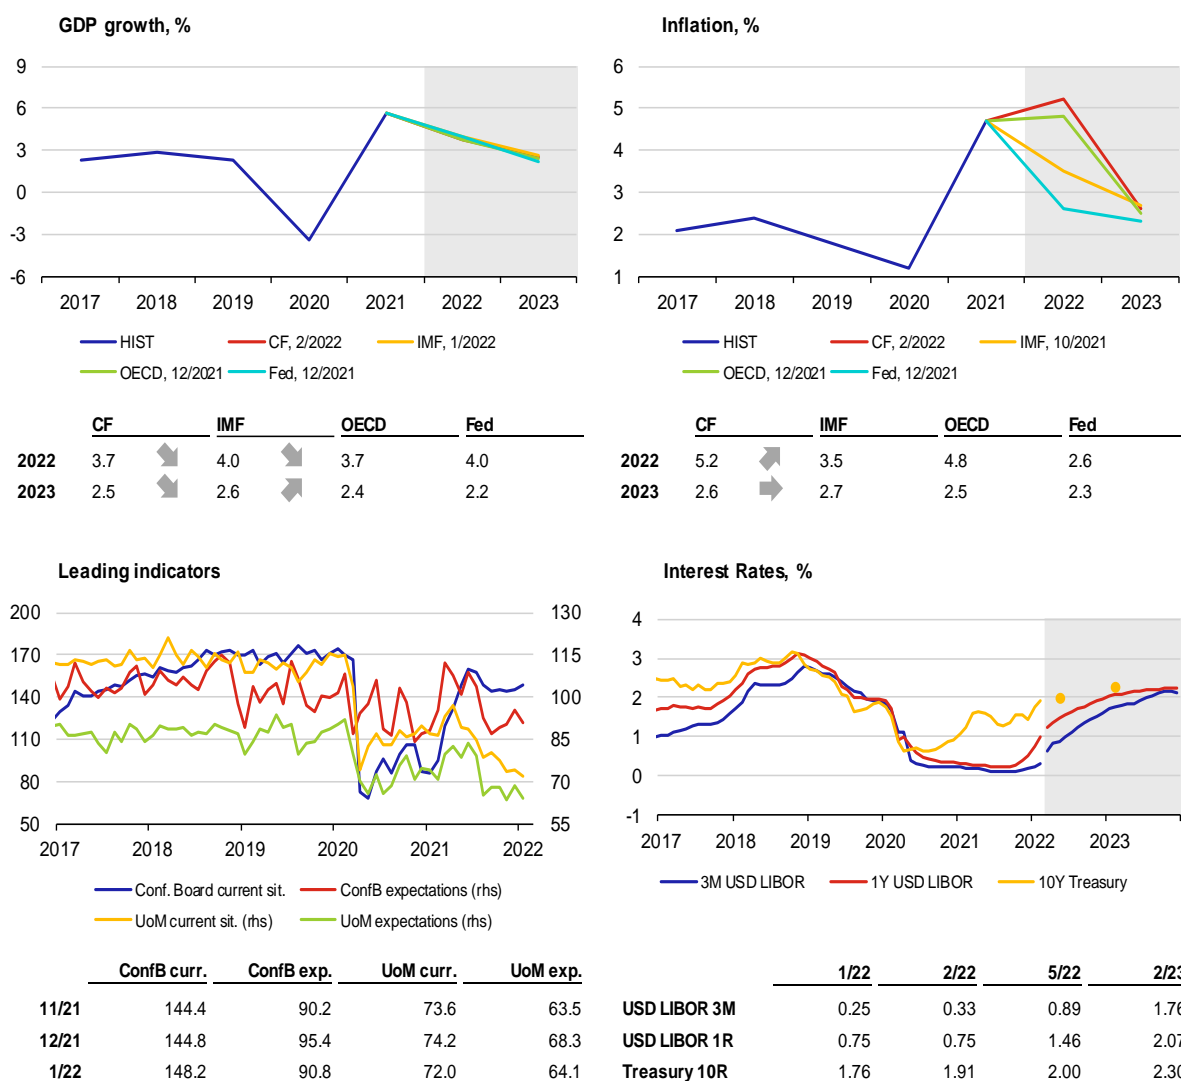 GDP growth, %
9
6
3
0
-3
-6
2017 2018 2019 2020 2021 2022 2023
HIST CF, 2/2022 IMF, 1/2022
OECD, 12/2021 Fed, 12/2021
CF IMF OECD Fed
2022 3.7 4.0 3.7 4.0
2023 2.5 2.6 2.4 2.2
Inflation, %
6
5
4
3
2
1
2017 2018 2019 2020 2021 2022 2023
HIST CF, 2/2022 IMF, 10/2021
OECD, 12/2021 Fed, 12/2021
CF IMF OECD Fed
2022 5.2 3.5 4.8 2.6
2023 2.6 2.7 2.5 2.3
Leading indicators
200 130
170 115
140 100
110 85
80 70
50 55
2017 2018 2019 2020 2021 2022
Conf. Board current sit. ConfB expectations (rhs)
UoM current sit. (rhs) UoM expectations (rhs)
ConfB curr. ConfB exp. UoM curr. UoM exp.
11/21 144.4 90.2 73.6 63.5
12/21 144.8 95.4 74.2 68.3
1/22 148.2 90.8 72.0 64.1
Interest Rates, %
4
3
2
1
0
-1
2017 2018 2019 2020 2021 2022 2023
3M USD LIBOR 1Y USD LIBOR 10Y Treasury
1/22 2/22 5/22 2/23
USD LIBOR 3M 0.25 0.33 0.89 1.76
USD LIBOR 1R 0.75 0.75 1.46 2.07
Treasury 10R 1.76 1.91 2.00 2.30